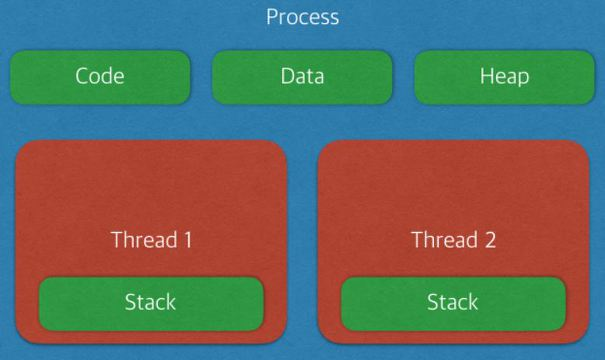 Process
Code
Data
Heap
Thread 1
Thread 2
Stack
Stack